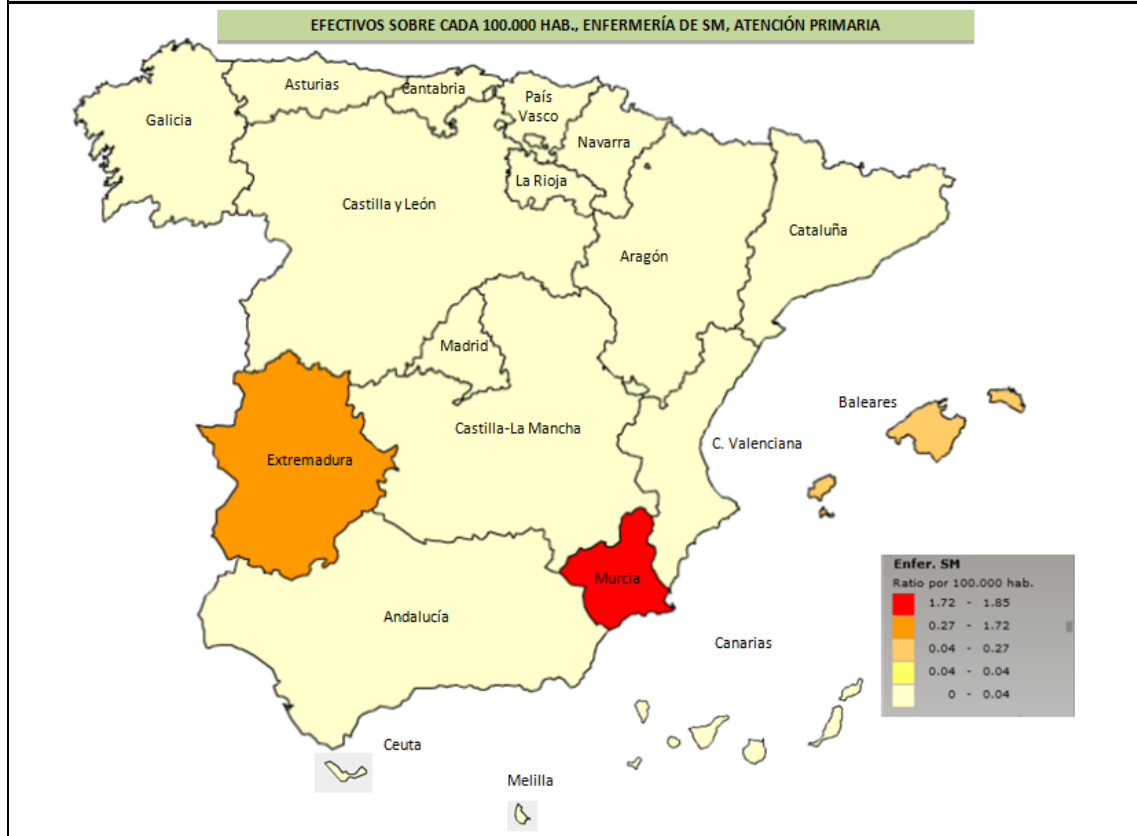 EFECTIVOS SOBRE CADA 100.000 HAB., ENFERMERÍA DE SM, ATENCIÓN PRIMARIA
Asturias
Cantabria
País
Vasco
Galicia
Navarra
La Rioja
Castilla y León
Cataluña
Aragón
Madrid
Baleares
Castilla-La Mancha
C. Valenciana
Extremadura
Murcia
Andalucía
Canarias
Ceuta
Melilla
Enfer. SM
Ratio por 100.000 hab.
1.72 - 1.85
0.27 - 1.72
0.04 - 0.27
0.04 - 0.04
0 - 0.04